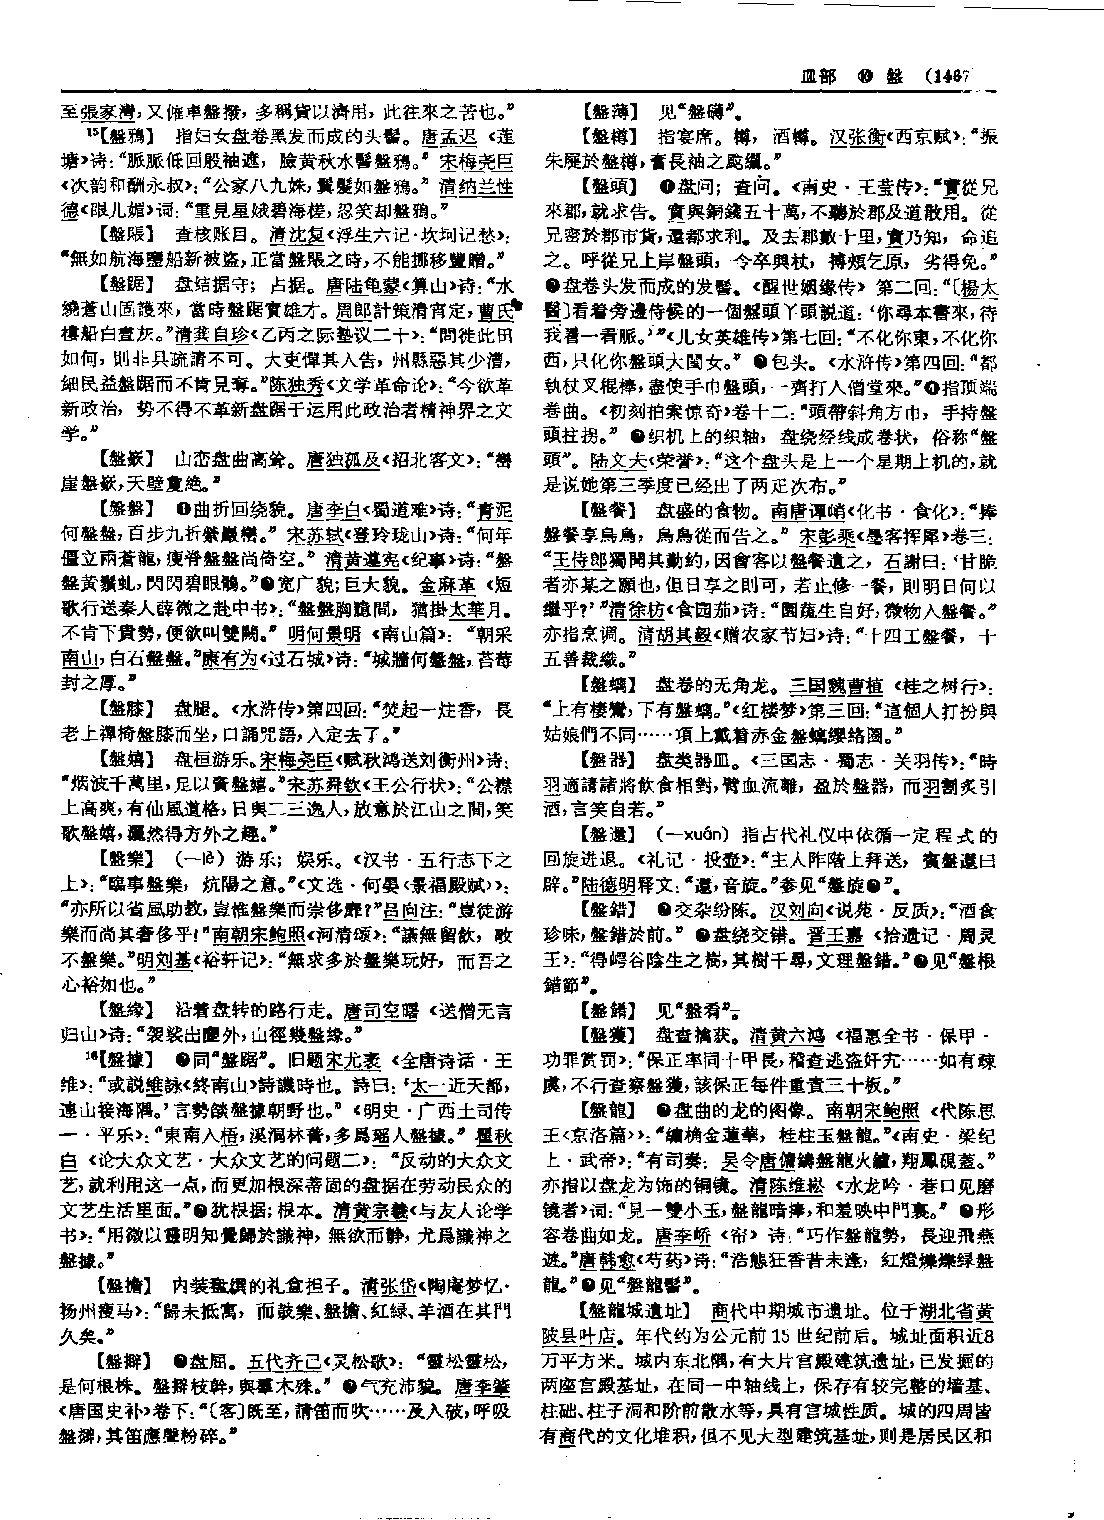 皿部 ⑩ 盤 (1467
至張家灣，又僱車盤撥，多稱貸以濟用，此往來之苦也。”
15【盤鴉】 指妇女盘卷黑发而成的头髻。唐孟迟《莲
塘》诗：“脈脈低回殷袖遮，臉黄秋水髻盤鴉。”宋梅尧臣
《次韵和酬永叔》：“公家八九姝，鬒髮如盤鴉。”清纳兰性
德《眼儿媚》词：“重見星娥碧海槎，忍笑却盤鴉。”
【盤賬】 查核账目。清沈复《浮生六记·坎坷记愁》：
“無如航海鹽船新被盗，正當盤賬之時，不能挪移豐贈。”
【盤踞】 盘结据守；占据。唐陆龟蒙《算山》诗：“水
繞蒼山固護來，當時盤踞實雄才。周郎計策清宵定，曹氏
樓船白晝灰。”清龚自珍《乙丙之际塾议二十》：“問徙此田
如何，則非具疏請不可。大吏憚其入告，州縣惡其少漕，
細民益盤踞而不肯見奪。”陈独秀《文学革命论》：“今欲革
新政治，势不得不革新盘踞于运用此政治者精神界之文
学。”
【盤嶔】 山峦盘曲高耸。唐独孤及《招北客文》：“巒
崖盤嶔，天壁夐絶。”
【盤盤】 ❶曲折回绕貌。唐李白《蜀道难》诗：“青泥
何盤盤，百步九折縈巖巒。”宋苏轼《登玲珑山》诗：“何年
僵立兩蒼龍，瘦脊盤盤尚倚空。”清黄遵宪《纪事》诗：“盤
盤黄鬚虬，閃閃碧眼鶻。”❷宽广貌；巨大貌。金麻革《短
歌行送秦人薛微之赴中书》：“盤盤胸臆間，猶掛太華月。
不肯下貴勢，便欲叫雙闕。”明何景明《南山篇》：“朝采
南山，白石盤盤。”康有为《过石城》诗：“城牆何盤盤，苔莓
封之厚。”
【盤膝】 盘腿。《水浒传》第四回：“焚起一炷香，長
老上禪椅盤膝而坐，口誦咒語，入定去了。”
【盤嬉】 盘桓游乐。宋梅尧臣《赋秋鸿送刘衡州》诗：
“烟波千萬里，足以資盤嬉。”宋苏舜钦《王公行状》：“公襟
上高爽，有仙風道格，日與二三逸人，放意於江山之間，笑
歌盤嬉，灑然得方外之趣。”
【盤樂】 (—lè) 游乐；娱乐。《汉书·五行志下之
上》：“臨事盤樂，炕陽之意。”《文选·何晏〈景福殿赋〉》：
“亦所以省風助教，豈惟盤樂而崇侈靡？”吕向注：“豈徒游
樂而尚其奢侈乎！”南朝宋鲍照《河清颂》：“讌無留飲，畋
不盤樂。”明刘基《裕轩记》：“無求多於盤樂玩好，而吾之
心裕如也。”
【盤緣】 沿着盘转的路行走。唐司空曙《送僧无言
归山》诗：“袈裟出塵外，山徑幾盤緣。”
16【盤據】 ❶同“盤踞”。旧题宋尤袤《全唐诗话·王
维》：“或説維詠《終南山》詩譏時也。詩曰：‘太一近天都，
連山接海隅。’言勢餤盤據朝野也。”《明史·广西土司传
一·平乐》：“東南入梧，溪洞林菁，多爲瑶人盤據。”瞿秋
白《论大众文艺·大众文艺的问题二》：“反动的大众文
艺，就利用这一点，而更加根深蒂固的盘据在劳动民众的
文艺生活里面。”❷犹根据；根本。清黄宗羲《与友人论学
书》：“用微以靈明知覺歸於識神，無欲而静，尤爲識神之
盤據。”
【盤擔】 内装盤饌的礼盒担子。清张岱《陶庵梦忆·
扬州瘦马》：“歸未抵寓，而鼓樂、盤擔、紅緑、羊酒在其門
久矣。”
【盤擗】 ❶盘屈。五代齐己《灵松歌》：“靈松靈松，
是何根株。盤擗枝幹，與羣木殊。”❷气充沛貌。唐李肇
《唐国史补》卷下：“〔客〕既至，請笛而吹……及入破，呼吸
盤擗，其笛應聲粉碎。”
【盤薄】 见“盤礴”。
【盤樽】 指宴席。樽，酒樽。汉张衡《西京赋》：“振
朱屣於盤樽，奮長袖之颯纚。”
【盤頭】 ❶盘问；查问。《南史·王蕓传》：“實從兄
來郡，就求告。實與銅錢五十萬，不聽於郡及道散用。從
兄密於郡市貨，還都求利。及去郡數十里，實乃知，命追
之。呼從兄上岸盤頭，令卒與杖，搏頰乞原，劣得免。”
❷盘卷头发而成的发髻。《醒世姻缘传》第二回：“〔楊太
醫〕看着旁邊侍候的一個盤頭丫頭説道：‘你尋本書來，待
我看一看脈。’”《儿女英雄传》第七回：“不化你東，不化你
西，只化你盤頭大閨女。”❸包头。《水浒传》第四回：“都
執杖叉棍棒，盡使手巾盤頭，一齊打入僧堂來。”❹指顶端
卷曲。《初刻拍案惊奇》卷十二：“頭帶斜角方巾，手持盤
頭拄拐。”❺织机上的织轴，盘绕经线成卷状，俗称“盤
頭”。陆文夫《荣誉》：“这个盘头是上一个星期上机的，就
是说她第三季度已经出了两疋次布。”
【盤餐】 盘盛的食物。南唐谭峭《化书·食化》：“捧
盤餐享烏鳥，烏鳥從而告之。”宋彭乘《墨客挥犀》卷三：
“王侍郎獨聞其動約，因會客以盤餐遺之，石謝曰：‘甘脆
者亦某之願也，但日享之則可，若止修一餐，則明日何以
繼乎？’”清徐枋《食园茄》诗：“園蔬生自好，微物入盤餐。”
亦指烹调。清胡其毅《赠农家节妇》诗：“十四工盤餐，十
五善裁織。”
【盤螭】 盘卷的无角龙。三国魏曹植《桂之树行》：
“上有棲鸞，下有盤螭。”《红楼梦》第三回：“這個人打扮與
姑娘們不同……項上戴着赤金盤螭纓絡圈。”
【盤器】 盘类器皿。《三国志·蜀志·关羽传》：“時
羽適請諸將飲食相對，臂血流離，盈於盤器，而羽割炙引
酒，言笑自若。”
【盤還】 (—xuán) 指古代礼仪中依循一定程式的
回旋进退。《礼记·投壶》：“主人阼階上拜送，賓盤還曰
辟。”陆德明释文：“還，音旋。”参见“盤旋❶”。
【盤錯】 ❶交杂纷陈。汉刘向《说苑·反质》：“酒食
珍味，盤錯於前。”❷盘绕交错。晋王嘉《拾遗记·周灵
王》：“得崿谷陰生之樹，其樹千尋，文理盤錯。”❸见“盤根
錯節”。
【盤餚】 见“盤肴”。
【盤獲】 盘查擒获。清黄六鸿《福惠全书·保甲·
功罪赏罚》：“保正率同十甲長，稽查逃盜奸宄……如有疎
虞，不行查察盤獲，該保正每件重責三十板。”
【盤龍】 ❶盘曲的龙的图像。南朝宋鲍照《代陈思
王〈京洛篇〉》：“繡桷金蓮華，桂柱玉盤龍。”《南史·梁纪
上·武帝》：“有司奏：吴令唐傭鑄盤龍火鑪，翔鳳硯蓋。”
亦指以盘龙为饰的铜镜。清陈维崧《水龙吟·巷口见磨
镜者》词：“見一雙小玉，盤龍暗捧，和羞映中門裏。”❷形
容卷曲如龙。唐李峤《帘》诗：“巧作盤龍勢，長迎飛燕
遊。”唐韩愈《芍药》诗：“浩態狂香昔未逢，紅燈爍爍緑盤
龍。”❸见“盤龍髻”。
【盤龍城遺址】 商代中期城市遗址。位于湖北省黄
陂县叶店。年代约为公元前15世纪前后。城址面积近8
万平方米。城内东北隅，有大片宫殿建筑遗址，已发掘的
两座宫殿基址，在同一中轴线上，保存有较完整的墙基、
柱础、柱子洞和阶前散水等，具有宫城性质。城的四周皆
有商代的文化堆积，但不见大型建筑基址，则是居民区和